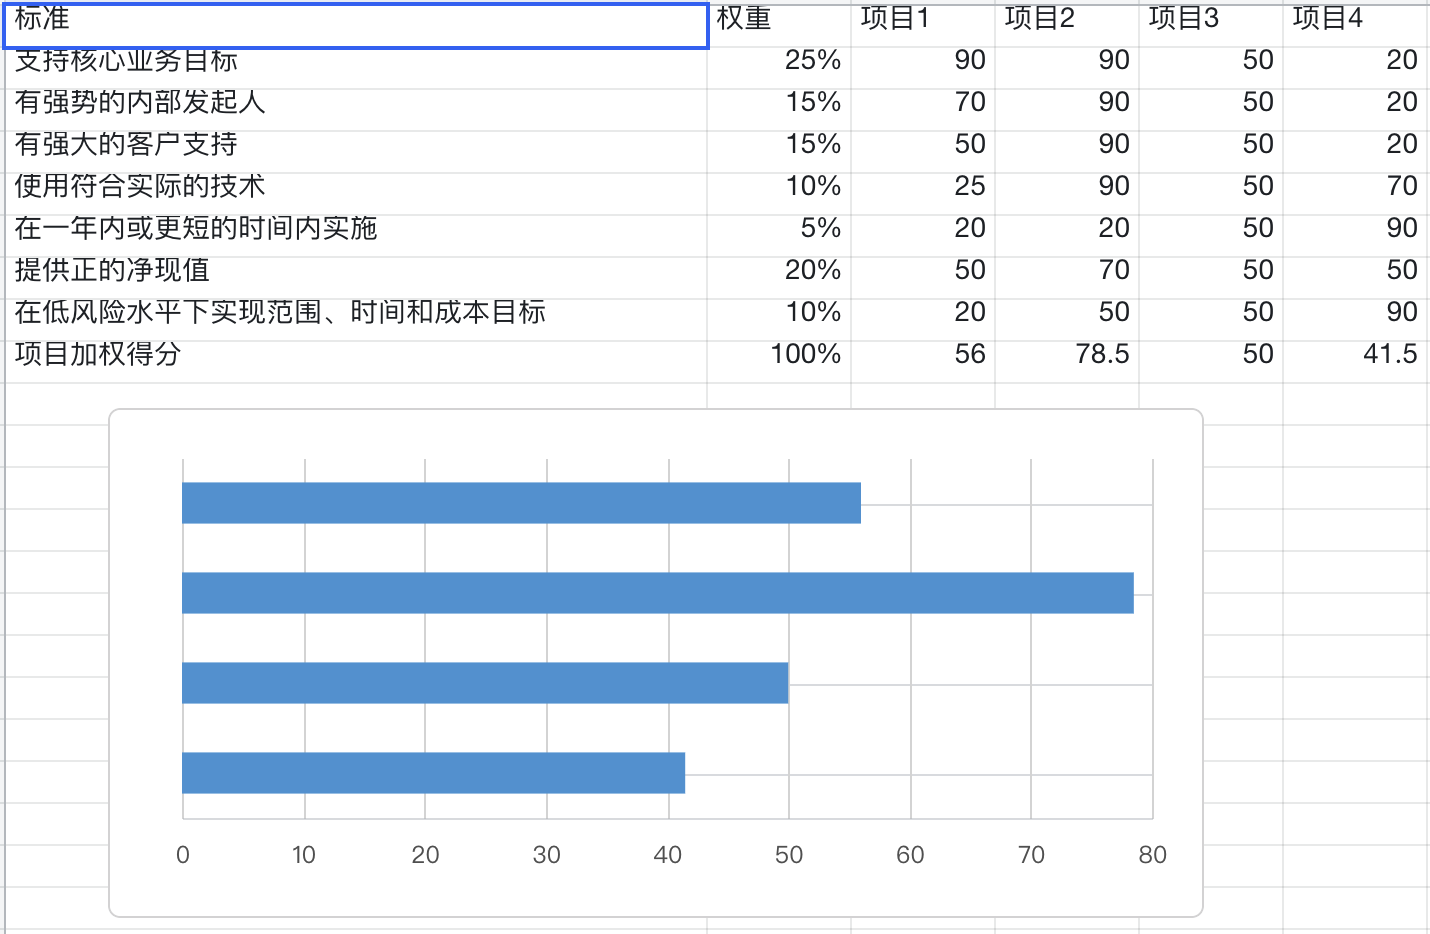 标准 权重 项目1 项目2 项目3 项目4
支持核心业务目标 25% 90 90 50 20
有强势的内部发起人 15% 70 90 50 20
有强大的客户支持 15% 50 90 50 20
使用符合实际的技术 10% 25 90 50 70
在一年内或更短的时间内实施 5% 20 20 50 90
提供正的净现值 20% 50 70 50 50
在低风险水平下实现范围、时间和成本目标 10% 20 50 50 90
项目加权得分 100% 56 78.5 50 41.5
0 10 20 30 40 50 60 70 80